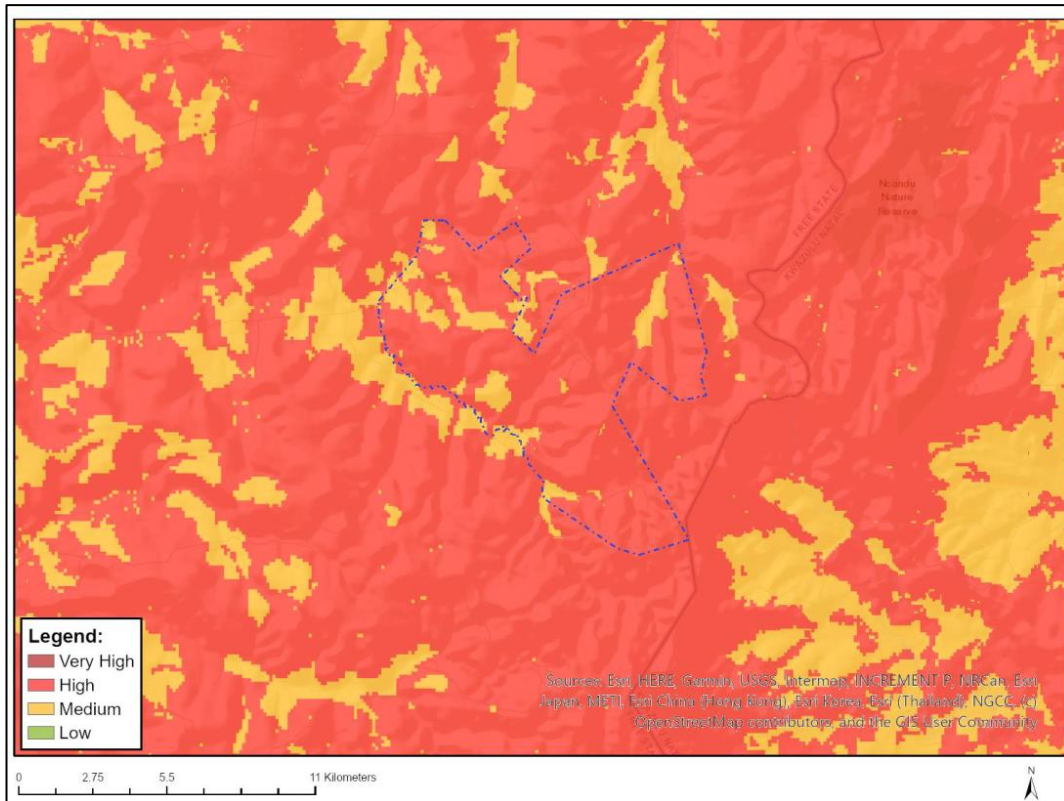 Ncandu
Nature
Reserve
FREE STATE
KWAZULU-NATAL
Legend:
Very High
High
Medium
Low
Sources: Esri, HERE, Garmin, USGS, Intermap, INCREMENT P, NRCan, Esri
Japan, METI, Esri China (Hong Kong), Esri Korea, Esri (Thailand), NGCC, (c)
OpenStreetMap contributors, and the GIS User Community
0 2.75 5.5 11 Kilometers
N